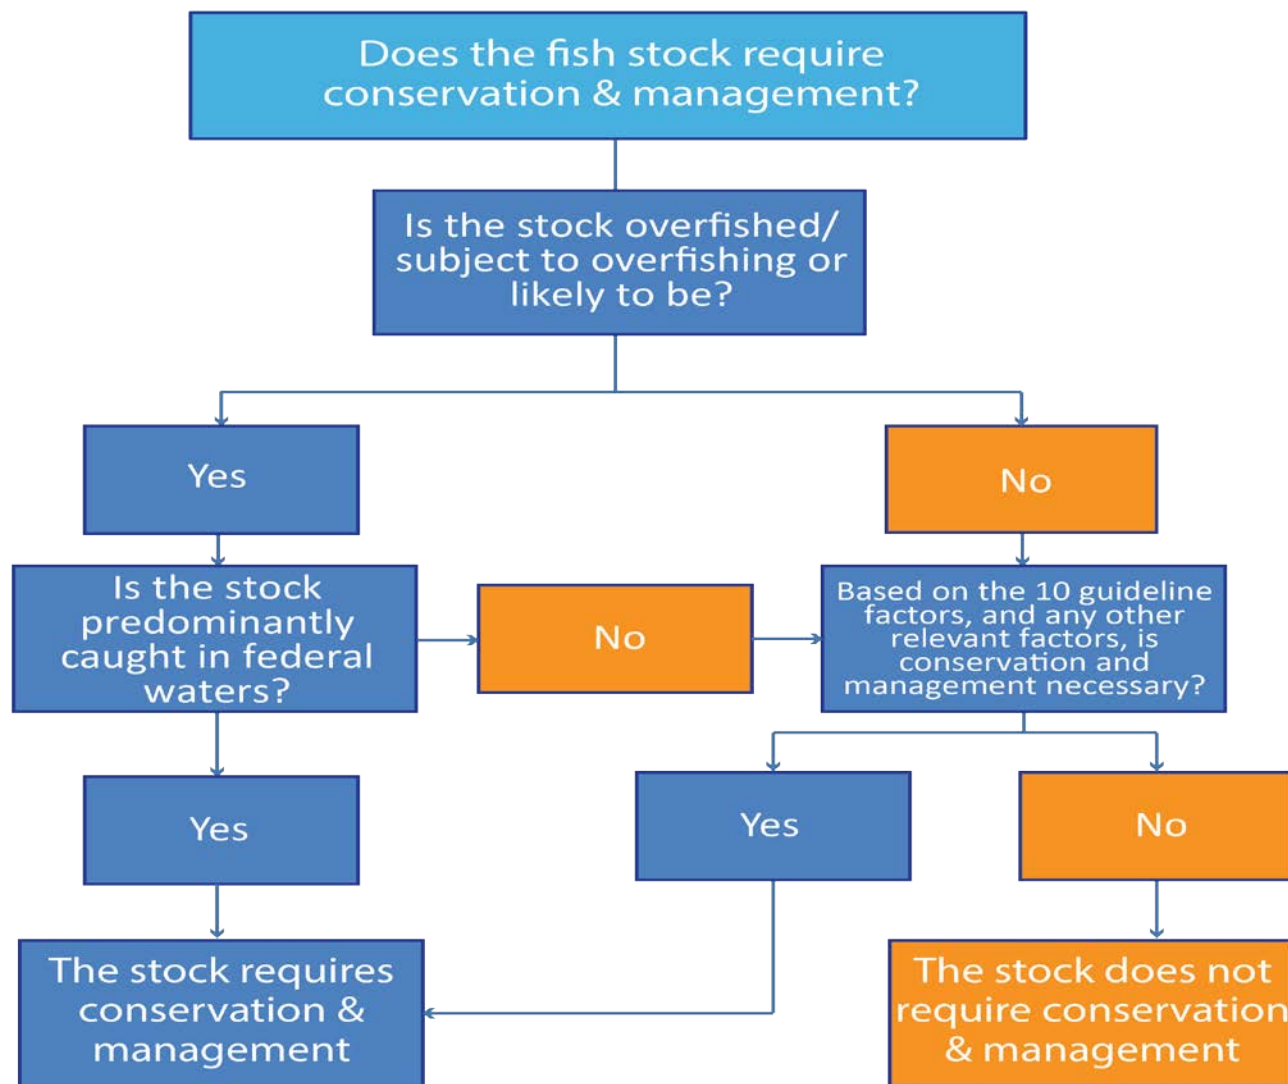 Does the fish stock require
conservation & management?
Is the stock overfished/
subject to overfishing or
likely to be?
Yes
No
Is the stock
predominantly
caught in federal
waters?
No
Based on the 10 guideline
factors, and any other
relevant factors, is
conservation and
management necessary?
Yes
Yes
No
The stock requires
conservation &
management
The stock does not
require conservation
& management